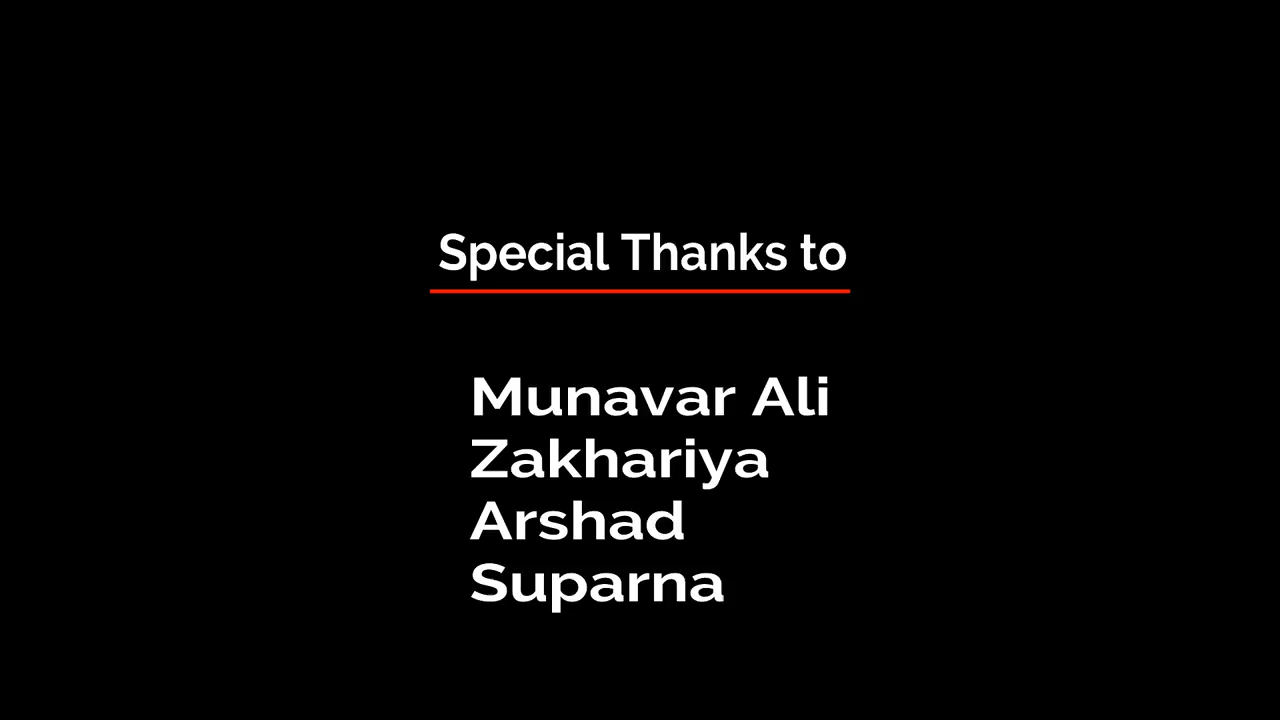 Special Thanks to
Munavar Ali
Zakhariya
Arshad
Suparna